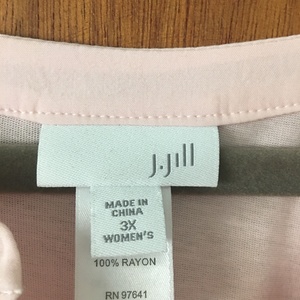 J.Jill
MADE IN
CHINA
3X
WOMEN'S
100% RAYON
RN 97641